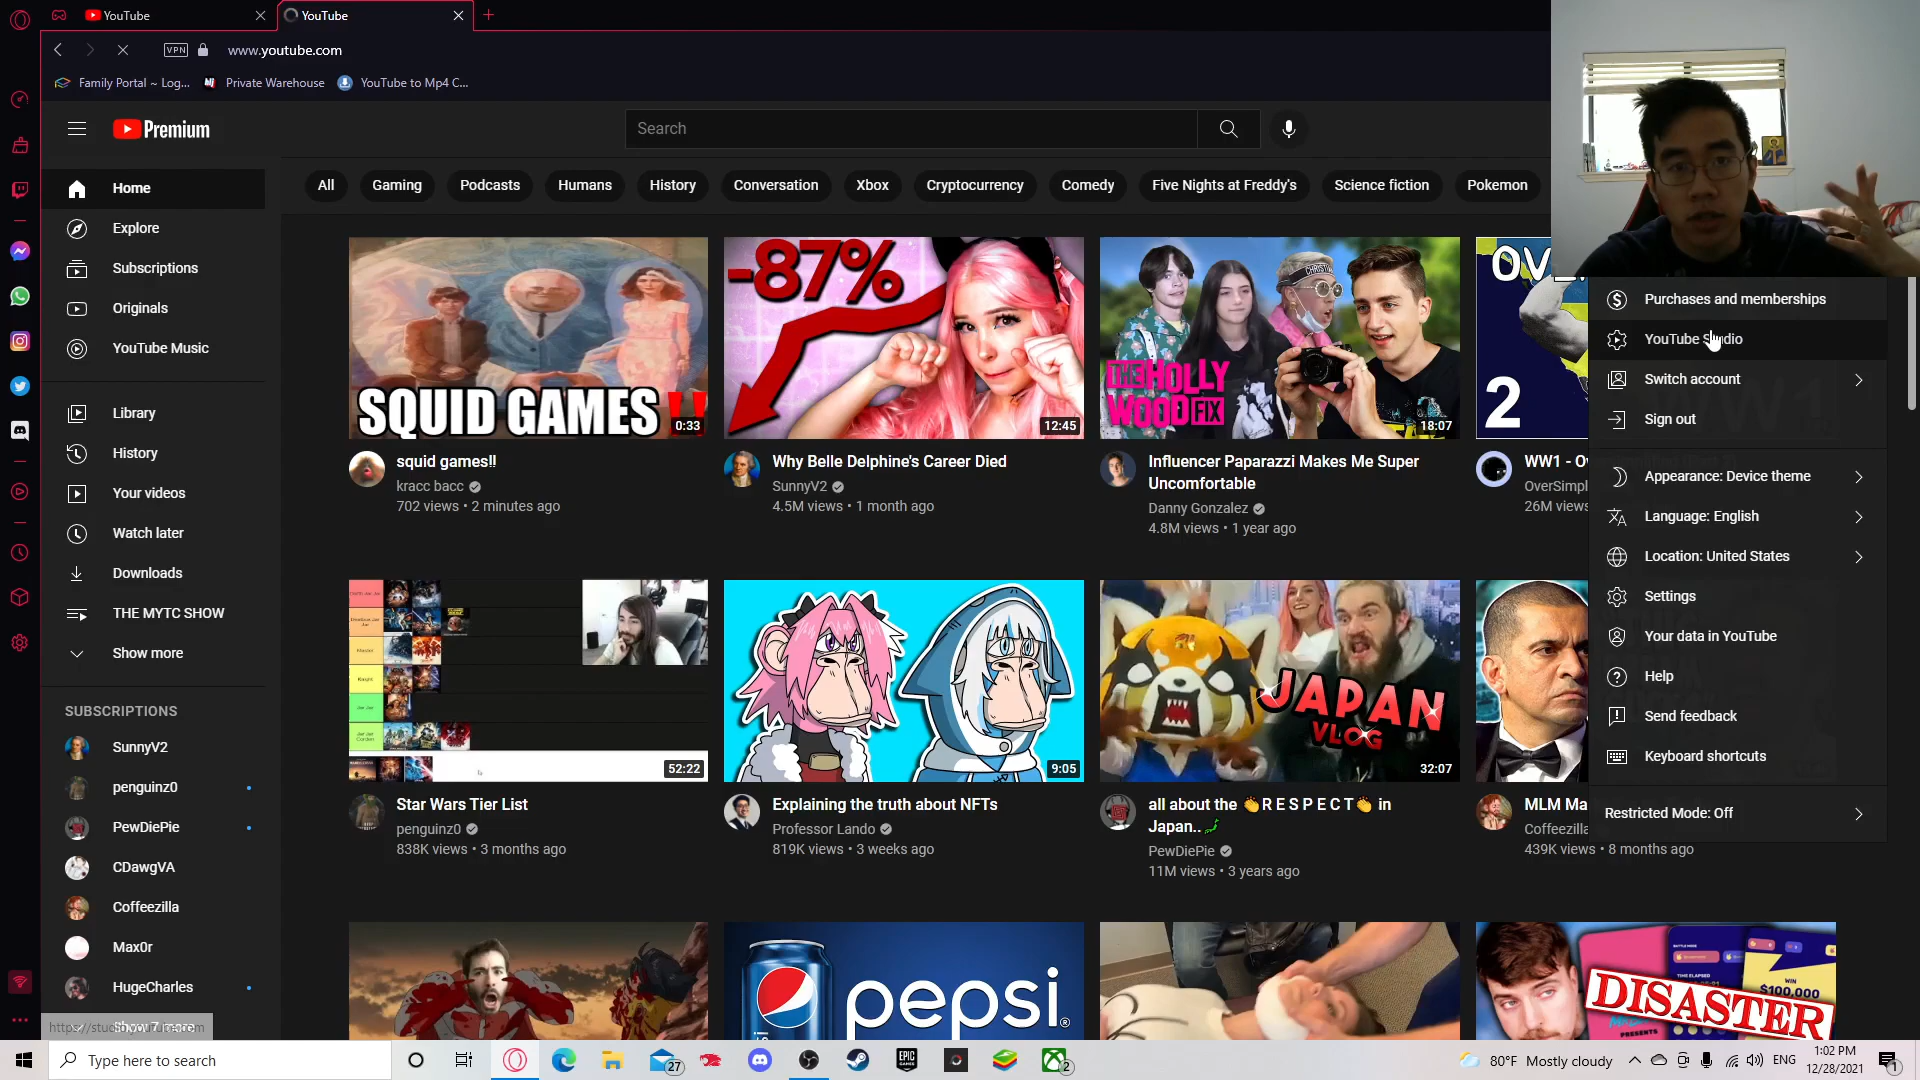 YouTube
YouTube
VPN
www.youtube.com
Family Portal ~ Log...
Private Warehouse
YouTube to Mp4 C...
Premium
Search
Home
Explore
Subscriptions
Originals
YouTube Music
Library
History
Your videos
Watch later
Downloads
THE MYTC SHOW
Show more
SUBSCRIPTIONS
SunnyV2
penguinz0
PewDiePie
CDawgVA
Coffeezilla
Max0r
HugeCharles
All
Gaming
Podcasts
Humans
History
Conversation
Xbox
Cryptocurrency
Comedy
Five Nights at Freddy's
Science fiction
Pokemon
SQUID GAMES!!
0:33
squid games!!
kracc bacc
702 views • 2 minutes ago
-87%
12:45
Why Belle Delphine's Career Died
SunnyV2
4.5M views • 1 month ago
THE HOLLY
WOOD FIX
18:07
Influencer Paparazzi Makes Me Super
Uncomfortable
Danny Gonzalez
4.8M views • 1 year ago
2
WW1 - O
OverSimpl
26M views
Purchases and memberships
YouTube Studio
Switch account
Sign out
Appearance: Device theme
Language: English
Location: United States
Settings
Your data in YouTube
Help
Send feedback
Keyboard shortcuts
Restricted Mode: Off
52:22
Star Wars Tier List
penguinz0
838K views • 3 months ago
9:05
Explaining the truth about NFTs
Professor Lando
819K views • 3 weeks ago
JAPAN
VLOG
32:07
all about the 👏R E S P E C T👏 in
Japan..
PewDiePie
11M views • 3 years ago
MLM Ma
Coffeezilla
439K views • 8 months ago
pepsi
DISASTER
$100,000
WIN
PRESENTS
Type here to search
27
EPIC
GAMES
2
80°F Mostly cloudy
ENG
1:02 PM
12/28/2021
1